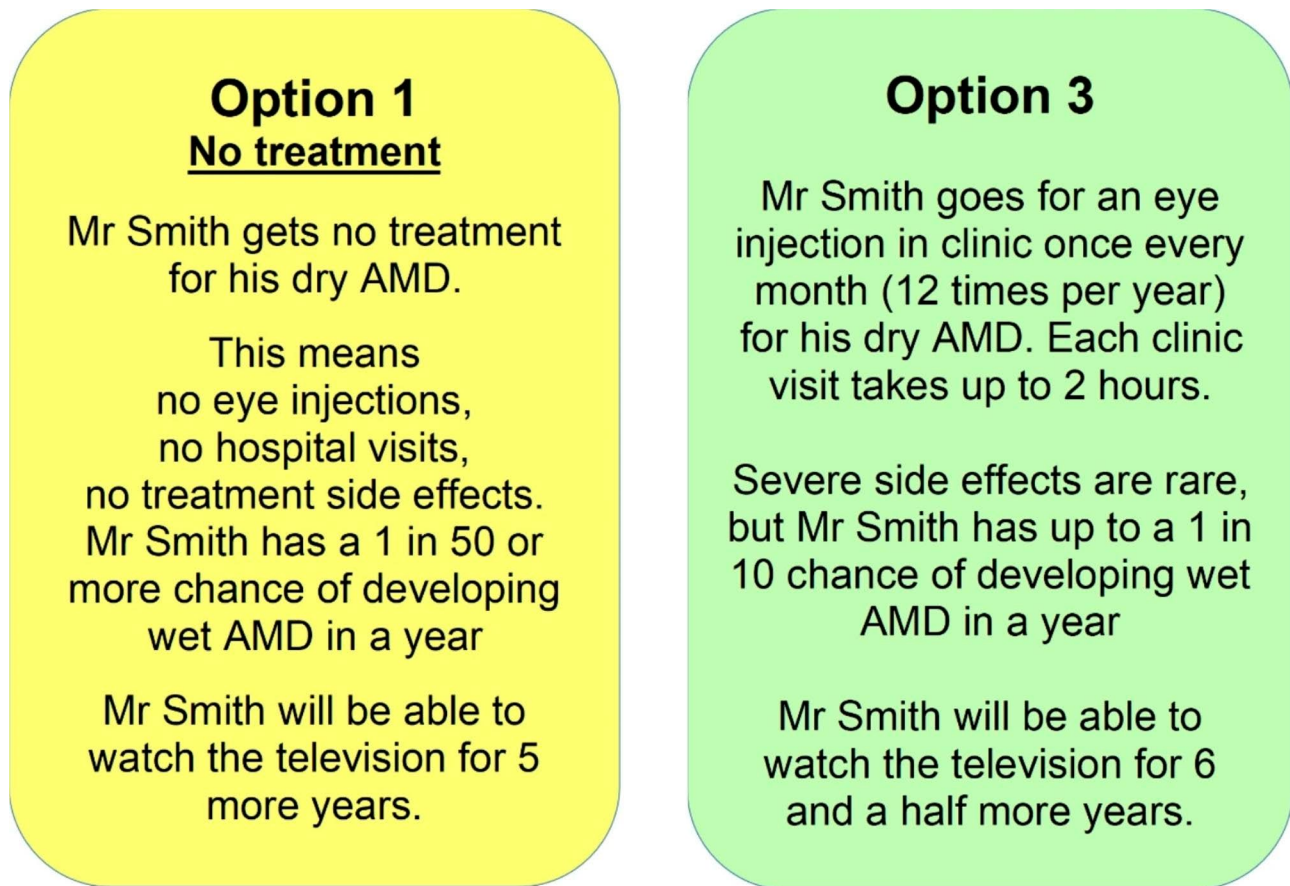 Option 1
No treatment
Mr Smith gets no treatment
for his dry AMD.
This means
no eye injections,
no hospital visits,
no treatment side effects.
Mr Smith has a 1 in 50 or
more chance of developing
wet AMD in a year
Mr Smith will be able to
watch the television for 5
more years.
Option 3
Mr Smith goes for an eye
injection in clinic once every
month (12 times per year)
for his dry AMD. Each clinic
visit takes up to 2 hours.
Severe side effects are rare,
but Mr Smith has up to a 1 in
10 chance of developing wet
AMD in a year
Mr Smith will be able to
watch the television for 6
and a half more years.